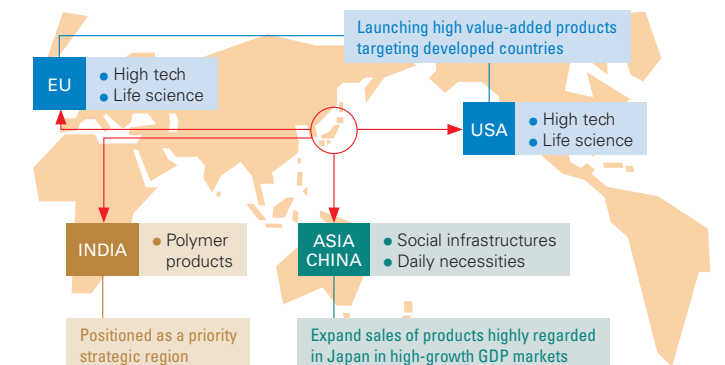 Launching high value-added products
targeting developed countries
EU
● High tech
● Life science
USA
● High tech
● Life science
INDIA
● Polymer
products
ASIA
CHINA
● Social infrastructures
● Daily necessities
Positioned as a priority
strategic region
Expand sales of products highly regarded
in Japan in high-growth GDP markets